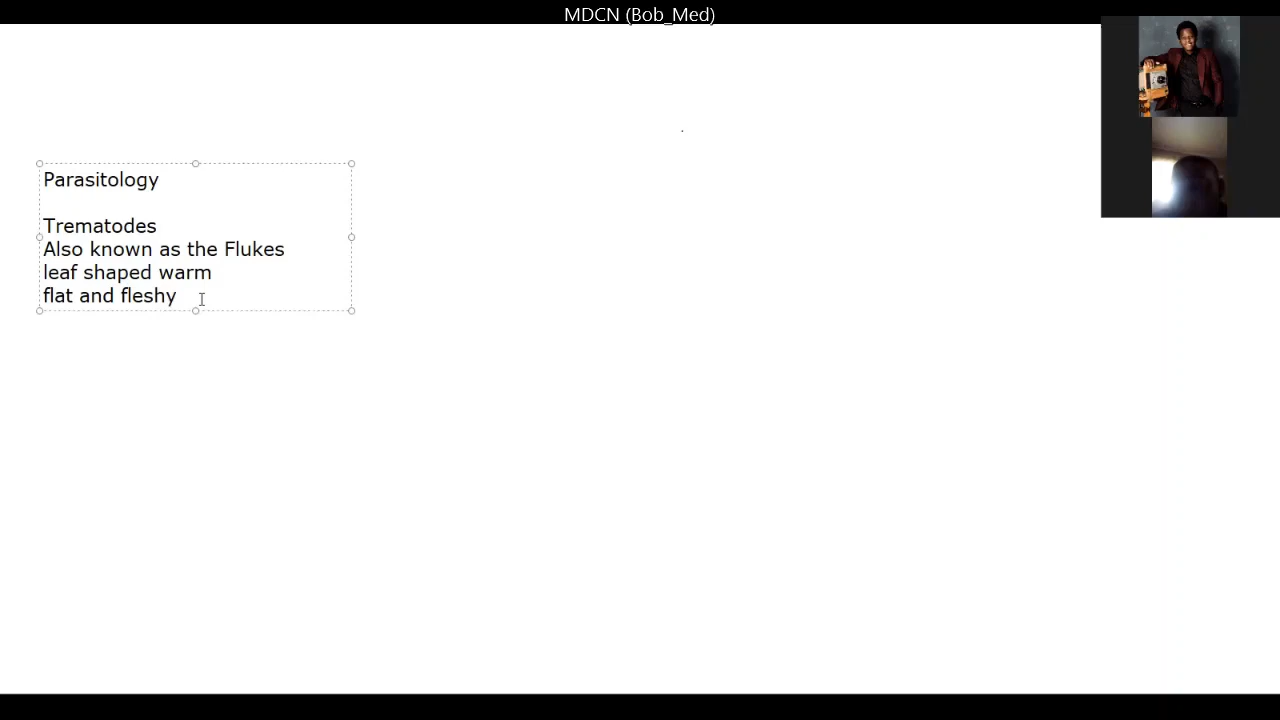 MDCN (Bob_Med)
Parasitology
Trematodes
Also known as the Flukes
leaf shaped warm
flat and fleshy